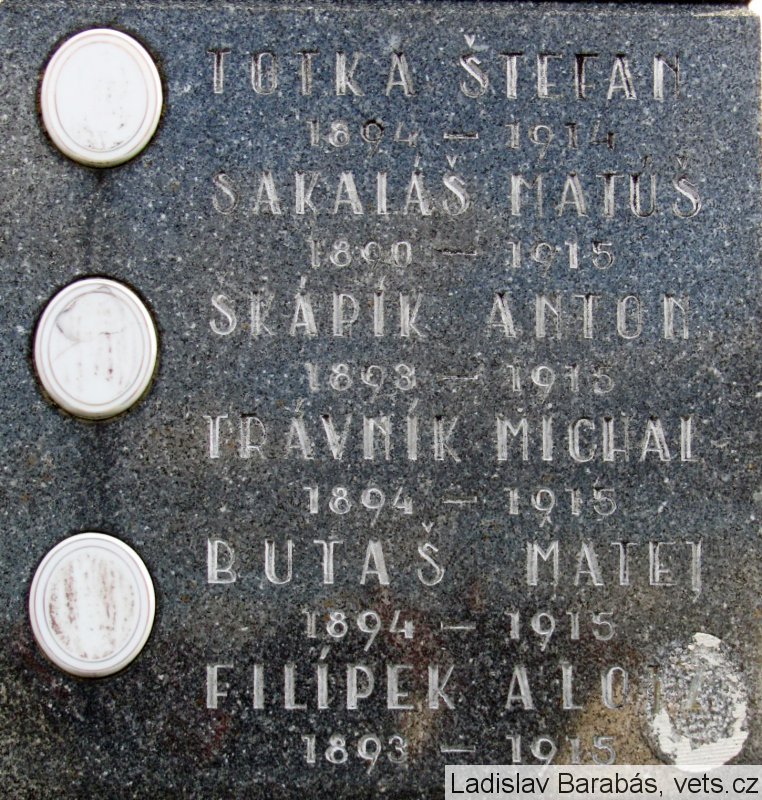 TOTKA ŠTEFAN
1894 – 1914
SAKALÁŠ MATÚŠ
1890 – 1915
ŠKÁPÍK ANTON
1893 – 1915
TRÁVNÍK MICHAL
1894 – 1915
BUTAŠ MATEJ
1894 – 1915
FILÍPEK
1893 – 1915
Ladislav Barabás, vets.cz